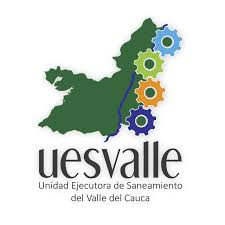 uesvalle
Unidad Ejecutora de Saneamiento
del Valle del Cauca